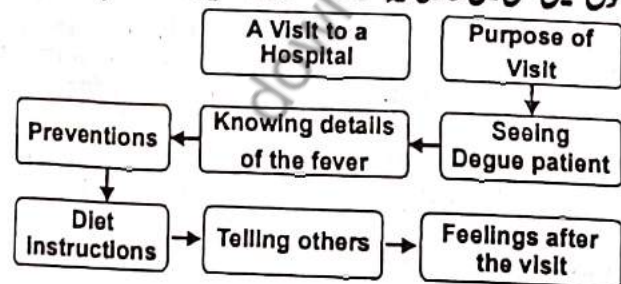 A Visit to a
Hospital
Purpose of
Visit
Seeing
Degue patient
Knowing details
of the fever
Preventions
Diet
Instructions
Telling others
Feelings after
the visit